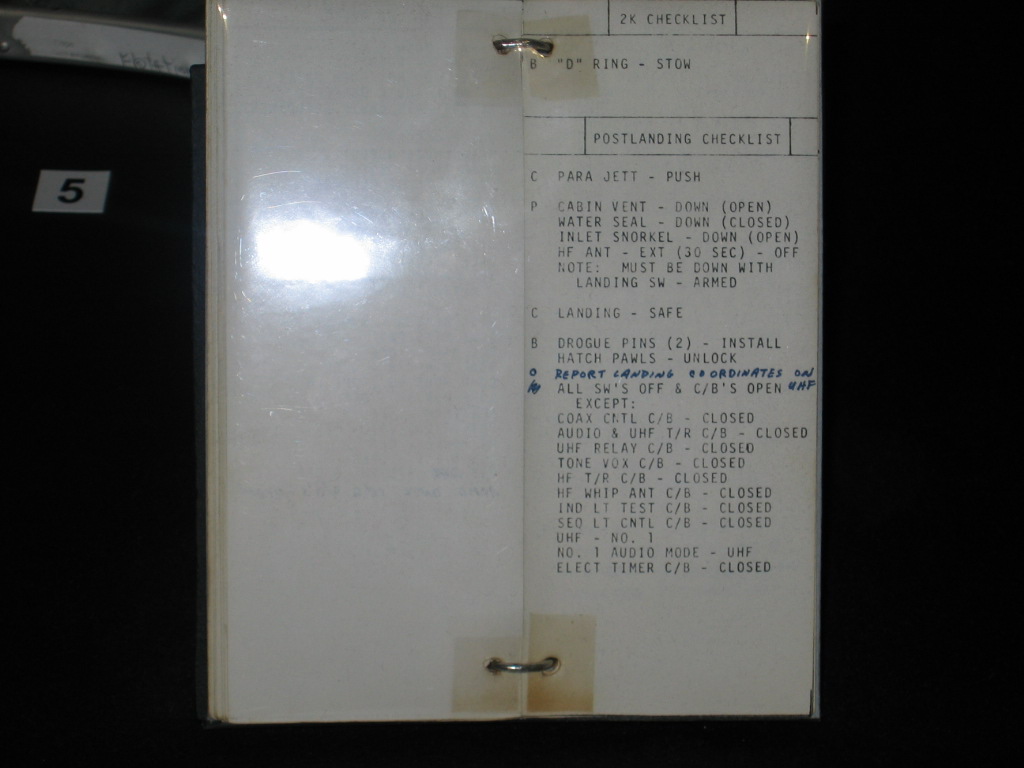 2K CHECKLIST
B "D" RING - STOW
POSTLANDING CHECKLIST
C PARA JETT - PUSH
P CABIN VENT - DOWN (OPEN)
WATER SEAL - DOWN (CLOSED)
INLET SNORKEL - DOWN (OPEN)
HF ANT - EXT (30 SEC) - OFF
NOTE: MUST BE DOWN WITH
LANDING SW - ARMED
C LANDING - SAFE
B DROGUE PINS (2) - INSTALL
HATCH PAWLS - UNLOCK
REPORT LANDING COORDINATES ON
UHF
ALL SW'S OFF & C/B'S OPEN
EXCEPT:
COAX CNTL C/B - CLOSED
AUDIO & UHF T/R C/B - CLOSED
UHF RELAY C/B - CLOSED
TONE VOX C/B - CLOSED
HF T/R C/B - CLOSED
HF WHIP ANT C/B - CLOSED
IND LT TEST C/B - CLOSED
SEQ LT CNTL C/B - CLOSED
UHF - NO. 1
NO. 1 AUDIO MODE - UHF
ELECT TIMER C/B - CLOSED
5